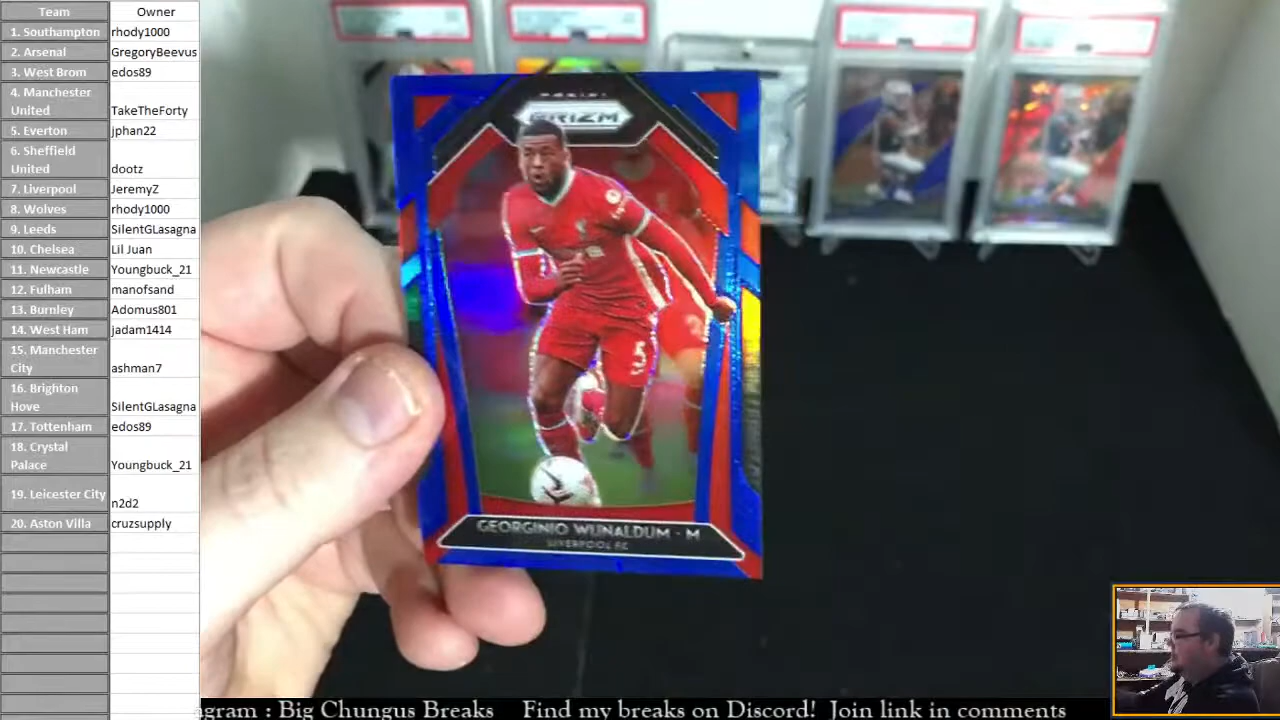 Team Owner
1. Southampton rhody1000
2. Arsenal GregoryBeevus
3. West Brom edos89
4. Manchester
United TakeTheForty
5. Everton jphan22
6. Sheffield
United dootz
7. Liverpool JeremyZ
8. Wolves rhody1000
9. Leeds SilentGLasagna
10. Chelsea Lil Juan
11. Newcastle Youngbuck_21
12. Fulham manofsand
13. Burnley Adomus801
14. West Ham jadam1414
15. Manchester
City ashman7
16. Brighton
Hove SilentGLasagna
17. Tottenham edos89
18. Crystal
Palace Youngbuck_21
19. Leicester City n2d2
20. Aston Villa cruzsupply
PANINI
PRIZM
GEORGINIO WIJNALDUM - M
LIVERPOOL FC
agram : Big Chungus Breaks Find my breaks on Discord! Join link in comments